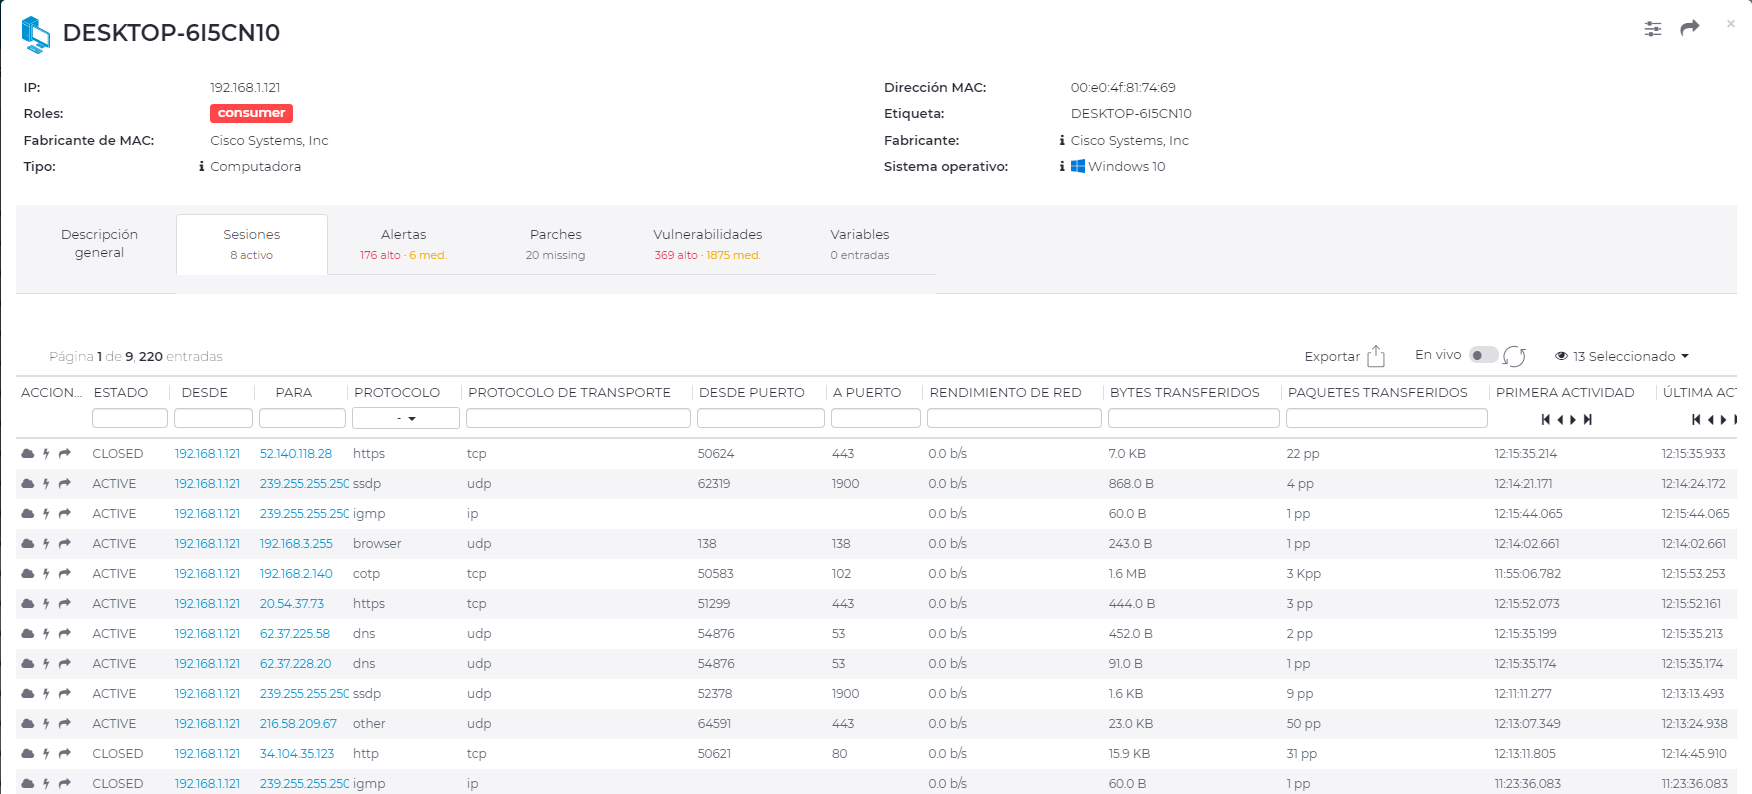 DESKTOP-6I5CN10
IP: 192.168.1.121 Dirección MAC: 00:e0:4f:81:74:69
Roles: consumer Etiqueta: DESKTOP-6I5CN10
Fabricante de MAC: Cisco Systems, Inc Fabricante: Cisco Systems, Inc
Tipo: Computadora Sistema operativo: Windows 10
Descripción general
Sesiones
8 activo
Alertas
176 alto · 6 med.
Parches
20 missing
Vulnerabilidades
369 alto · 1875 med.
Variables
0 entradas
Página 1 de 9, 220 entradas Exportar En vivo 13 Seleccionado
ACCION... ESTADO DESDE PARA PROTOCOLO PROTOCOLO DE TRANSPORTE DESDE PUERTO A PUERTO RENDIMIENTO DE RED BYTES TRANSFERIDOS PAQUETES TRANSFERIDOS PRIMERA ACTIVIDAD ÚLTIMA ACT
-
CLOSED 192.168.1.121 52.140.118.28 https tcp 50624 443 0.0 b/s 7.0 KB 22 pp 12:15:35.214 12:15:35.933
ACTIVE 192.168.1.121 239.255.255.250 ssdp udp 62319 1900 0.0 b/s 868.0 B 4 pp 12:14:21.171 12:14:24.172
ACTIVE 192.168.1.121 239.255.255.250 igmp ip 0.0 b/s 60.0 B 1 pp 12:15:44.065 12:15:44.065
ACTIVE 192.168.1.121 192.168.3.255 browser udp 138 138 0.0 b/s 243.0 B 1 pp 12:14:02.661 12:14:02.661
ACTIVE 192.168.1.121 192.168.2.140 cotp tcp 50583 102 0.0 b/s 1.6 MB 3 Kpp 11:55:06.782 12:15:53.253
ACTIVE 192.168.1.121 20.54.37.73 https tcp 51299 443 0.0 b/s 444.0 B 3 pp 12:15:52.073 12:15:52.161
ACTIVE 192.168.1.121 62.37.225.58 dns udp 54876 53 0.0 b/s 452.0 B 2 pp 12:15:35.199 12:15:35.213
ACTIVE 192.168.1.121 62.37.228.20 dns udp 54876 53 0.0 b/s 91.0 B 1 pp 12:15:35.174 12:15:35.174
ACTIVE 192.168.1.121 239.255.255.250 ssdp udp 52378 1900 0.0 b/s 1.6 KB 9 pp 12:11:11.277 12:13:13.493
ACTIVE 192.168.1.121 216.58.209.67 other udp 64591 443 0.0 b/s 23.0 KB 50 pp 12:13:07.349 12:13:24.938
CLOSED 192.168.1.121 34.104.35.123 http tcp 50621 80 0.0 b/s 15.9 KB 31 pp 12:13:11.805 12:14:45.910
CLOSED 192.168.1.121 239.255.255.250 igmp ip 0.0 b/s 60.0 B 1 pp 11:23:36.083 11:23:36.083